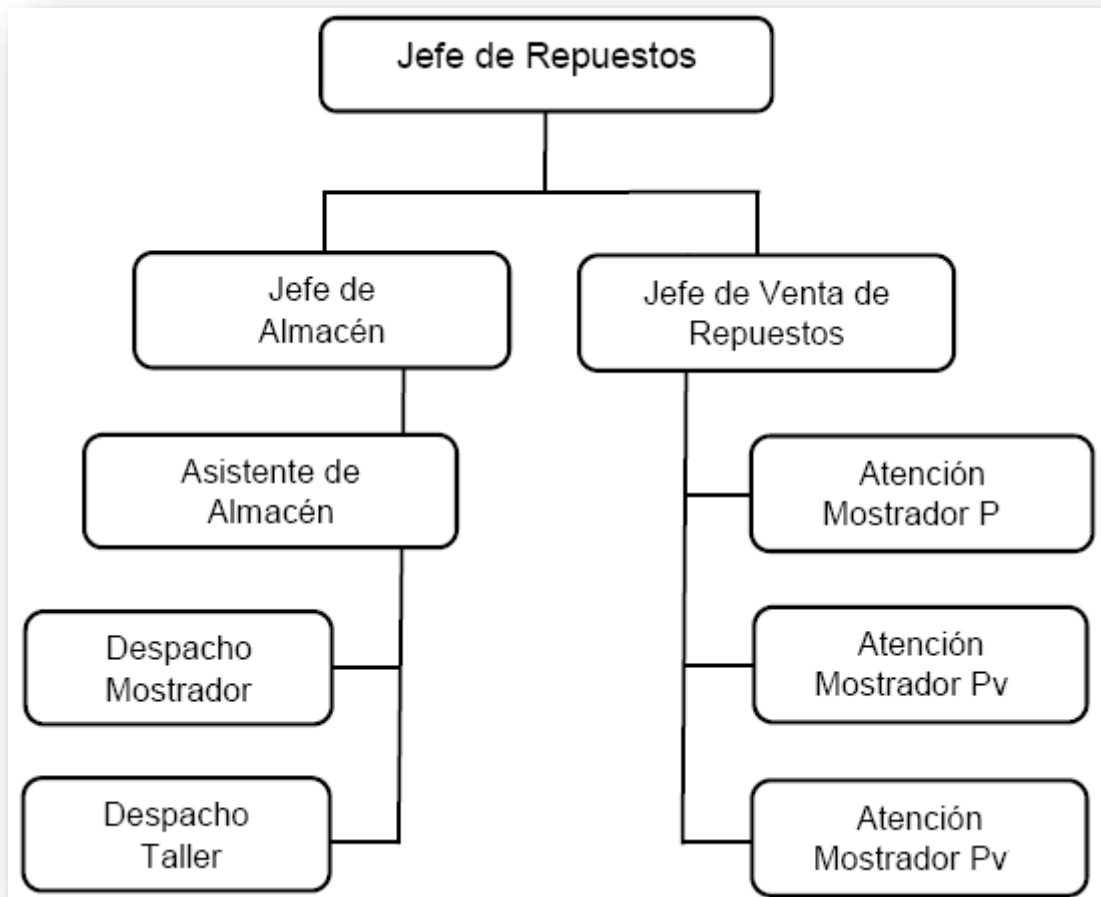 Jefe de Repuestos
Jefe de
Almacén
Jefe de Venta de
Repuestos
Asistente de
Almacén
Atención
Mostrador P
Despacho
Mostrador
Atención
Mostrador Pv
Despacho
Taller
Atención
Mostrador Pv